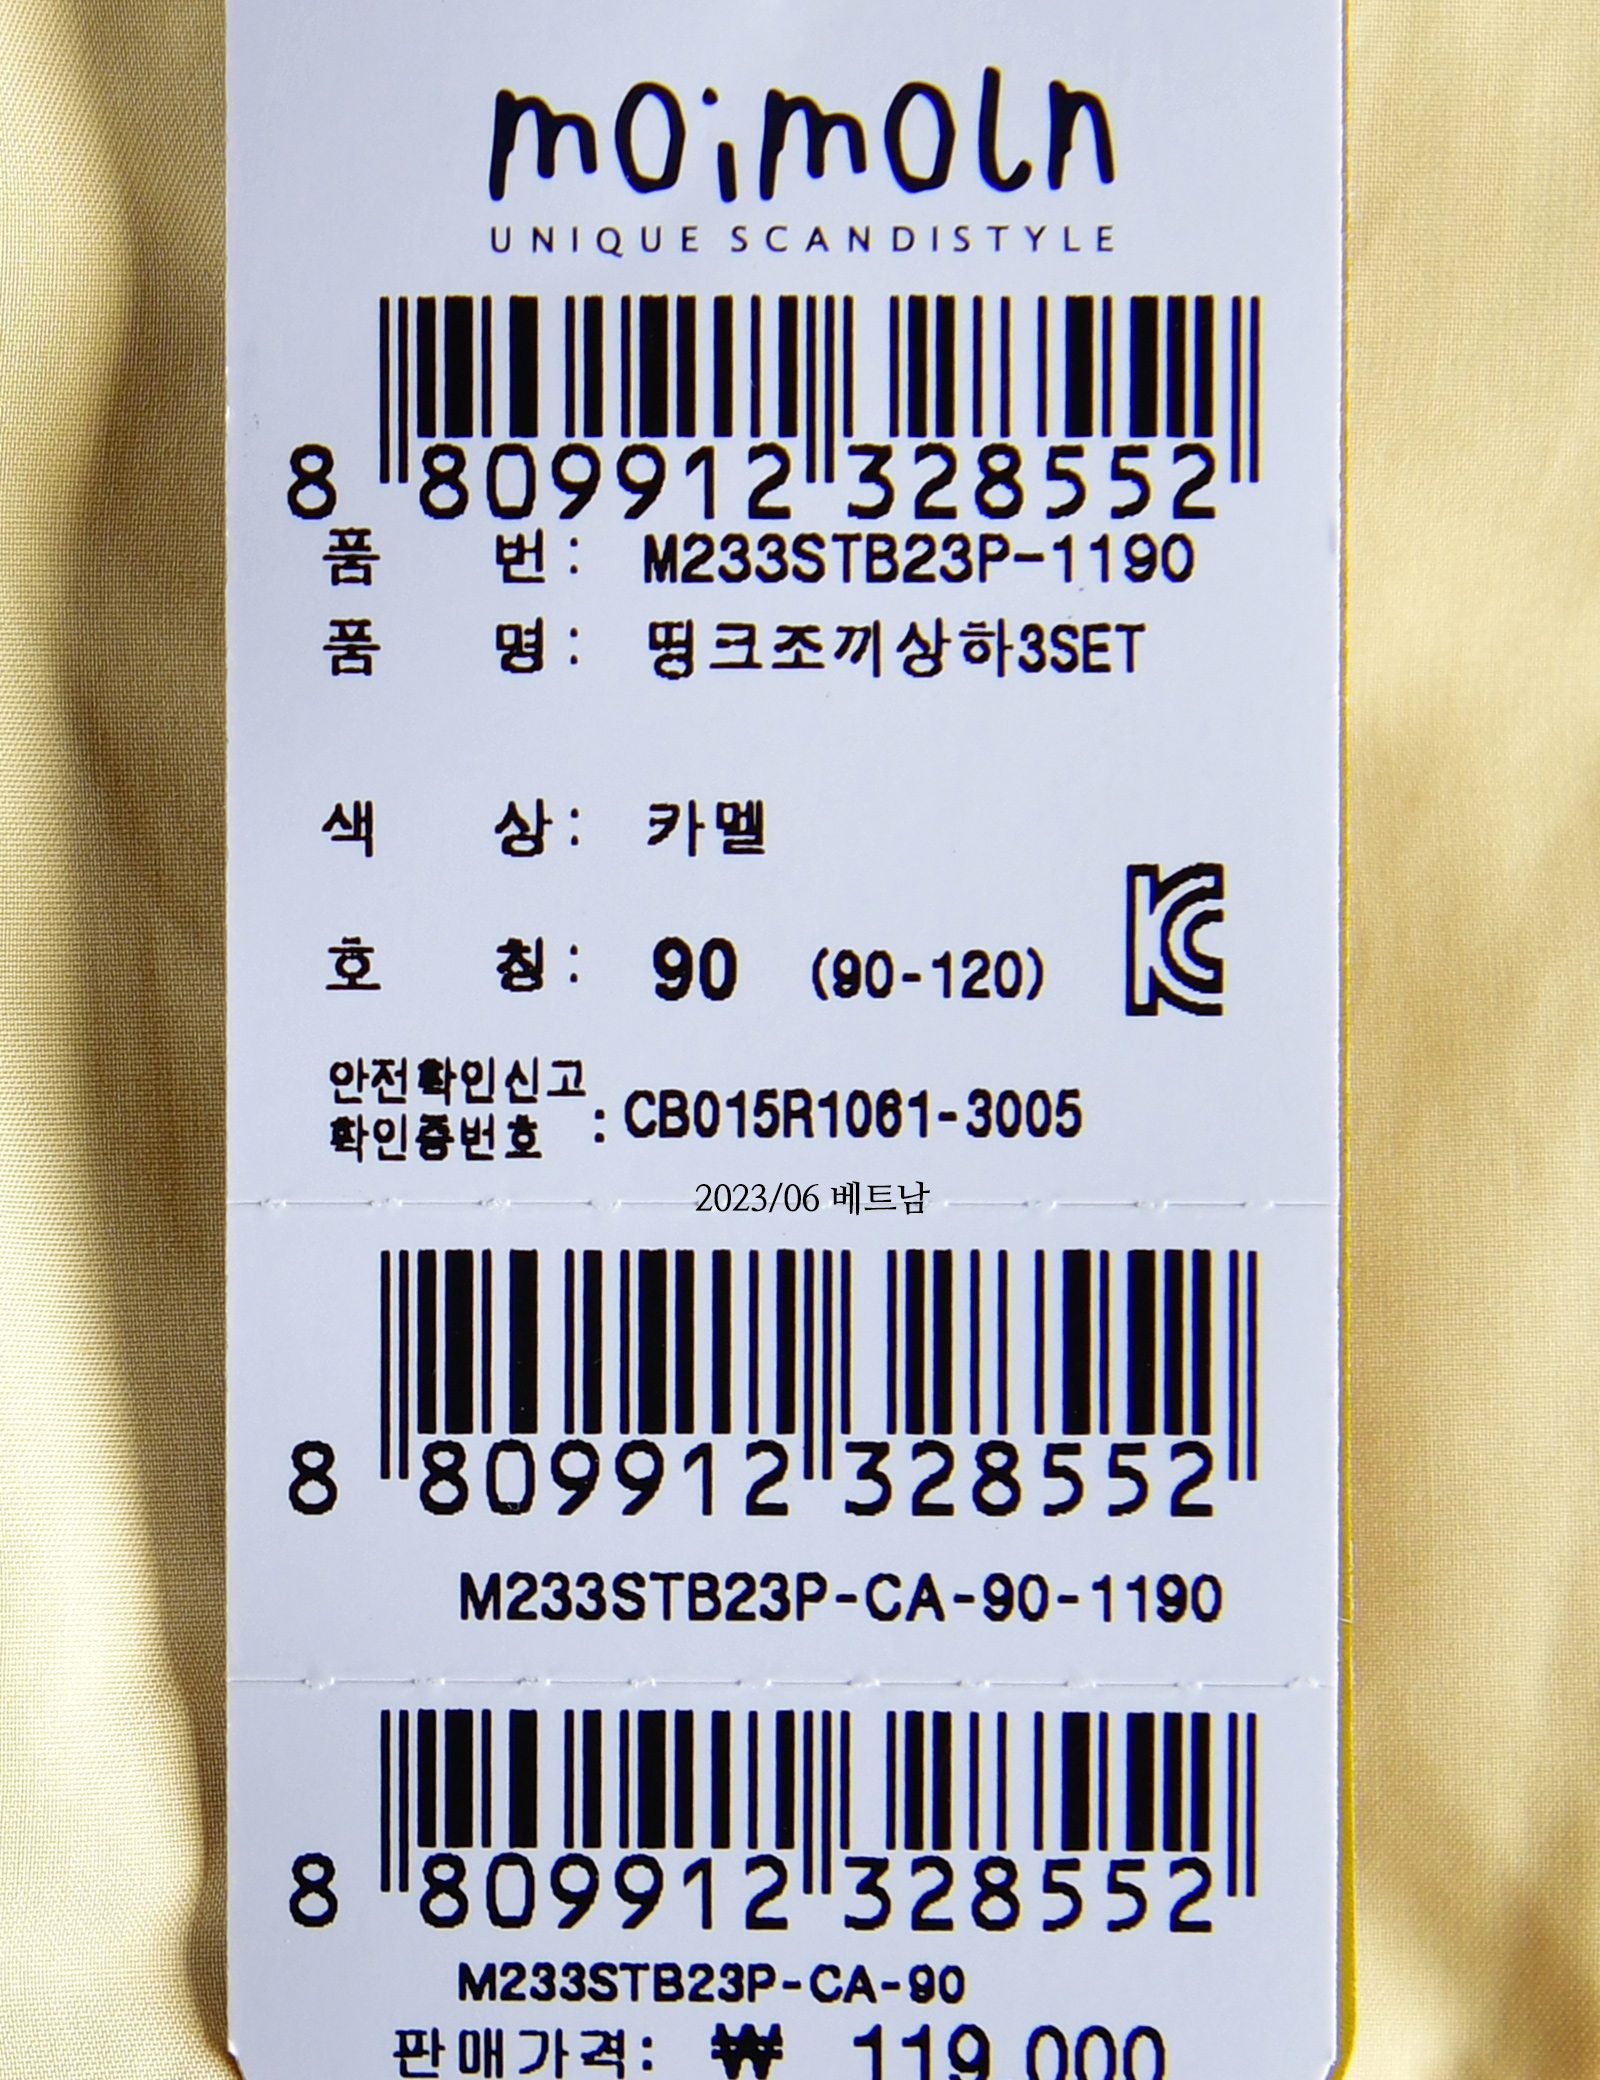 moimoln
UNIQUE SCANDISTYLE
8 809912 328552
품 번 : M233STB23P-1190
품 명 : 띵크조끼상하3SET
색 상 : 카멜
호 칭 : 90 (90-120)
KC
안전확인신고
확인증번호 : CB015R1061-3005
2023/06 베트남
8 809912 328552
M233STB23P-CA-90-1190
8 809912 328552
M233STB23P-CA-90
판매가격: ₩ 119,000